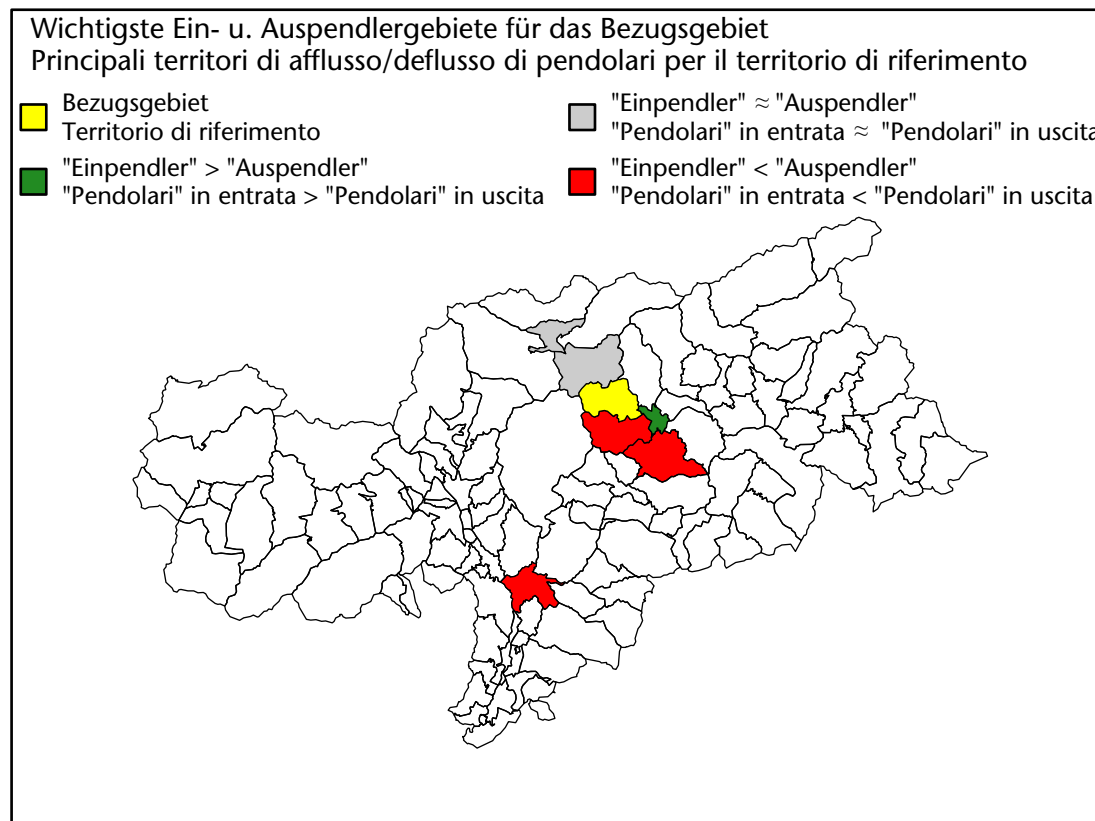 Wichtigste Ein- u. Auspendlergebiete für das Bezugsgebiet
Principali territori di afflusso/deflusso di pendolari per il territorio di riferimento
Bezugsgebiet
Territorio di riferimento
"Einpendler" > "Auspendler"
"Pendolari" in entrata > "Pendolari" in uscita
"Einpendler" ≈ "Auspendler"
"Pendolari" in entrata ≈ "Pendolari" in uscita
"Einpendler" < "Auspendler"
"Pendolari" in entrata < "Pendolari" in uscita